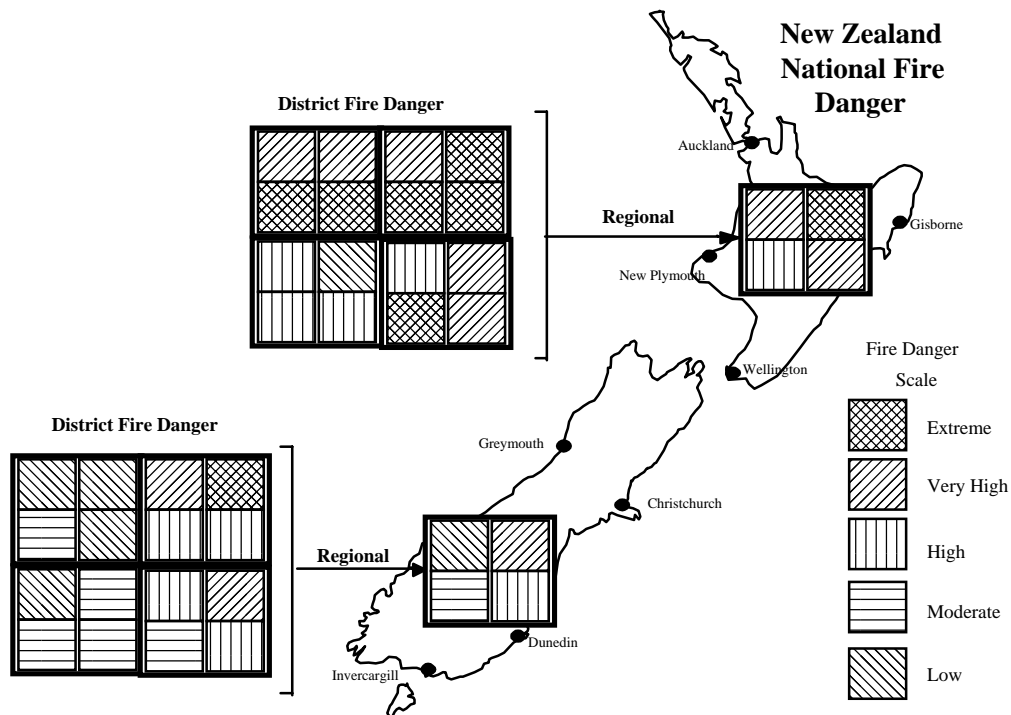 New Zealand
National Fire
Danger
District Fire Danger
Auckland
Regional
Gisborne
New Plymouth
Wellington
Fire Danger
Scale
Extreme
Very High
High
Moderate
Low
District Fire Danger
Greymouth
Christchurch
Regional
Dunedin
Invercargill